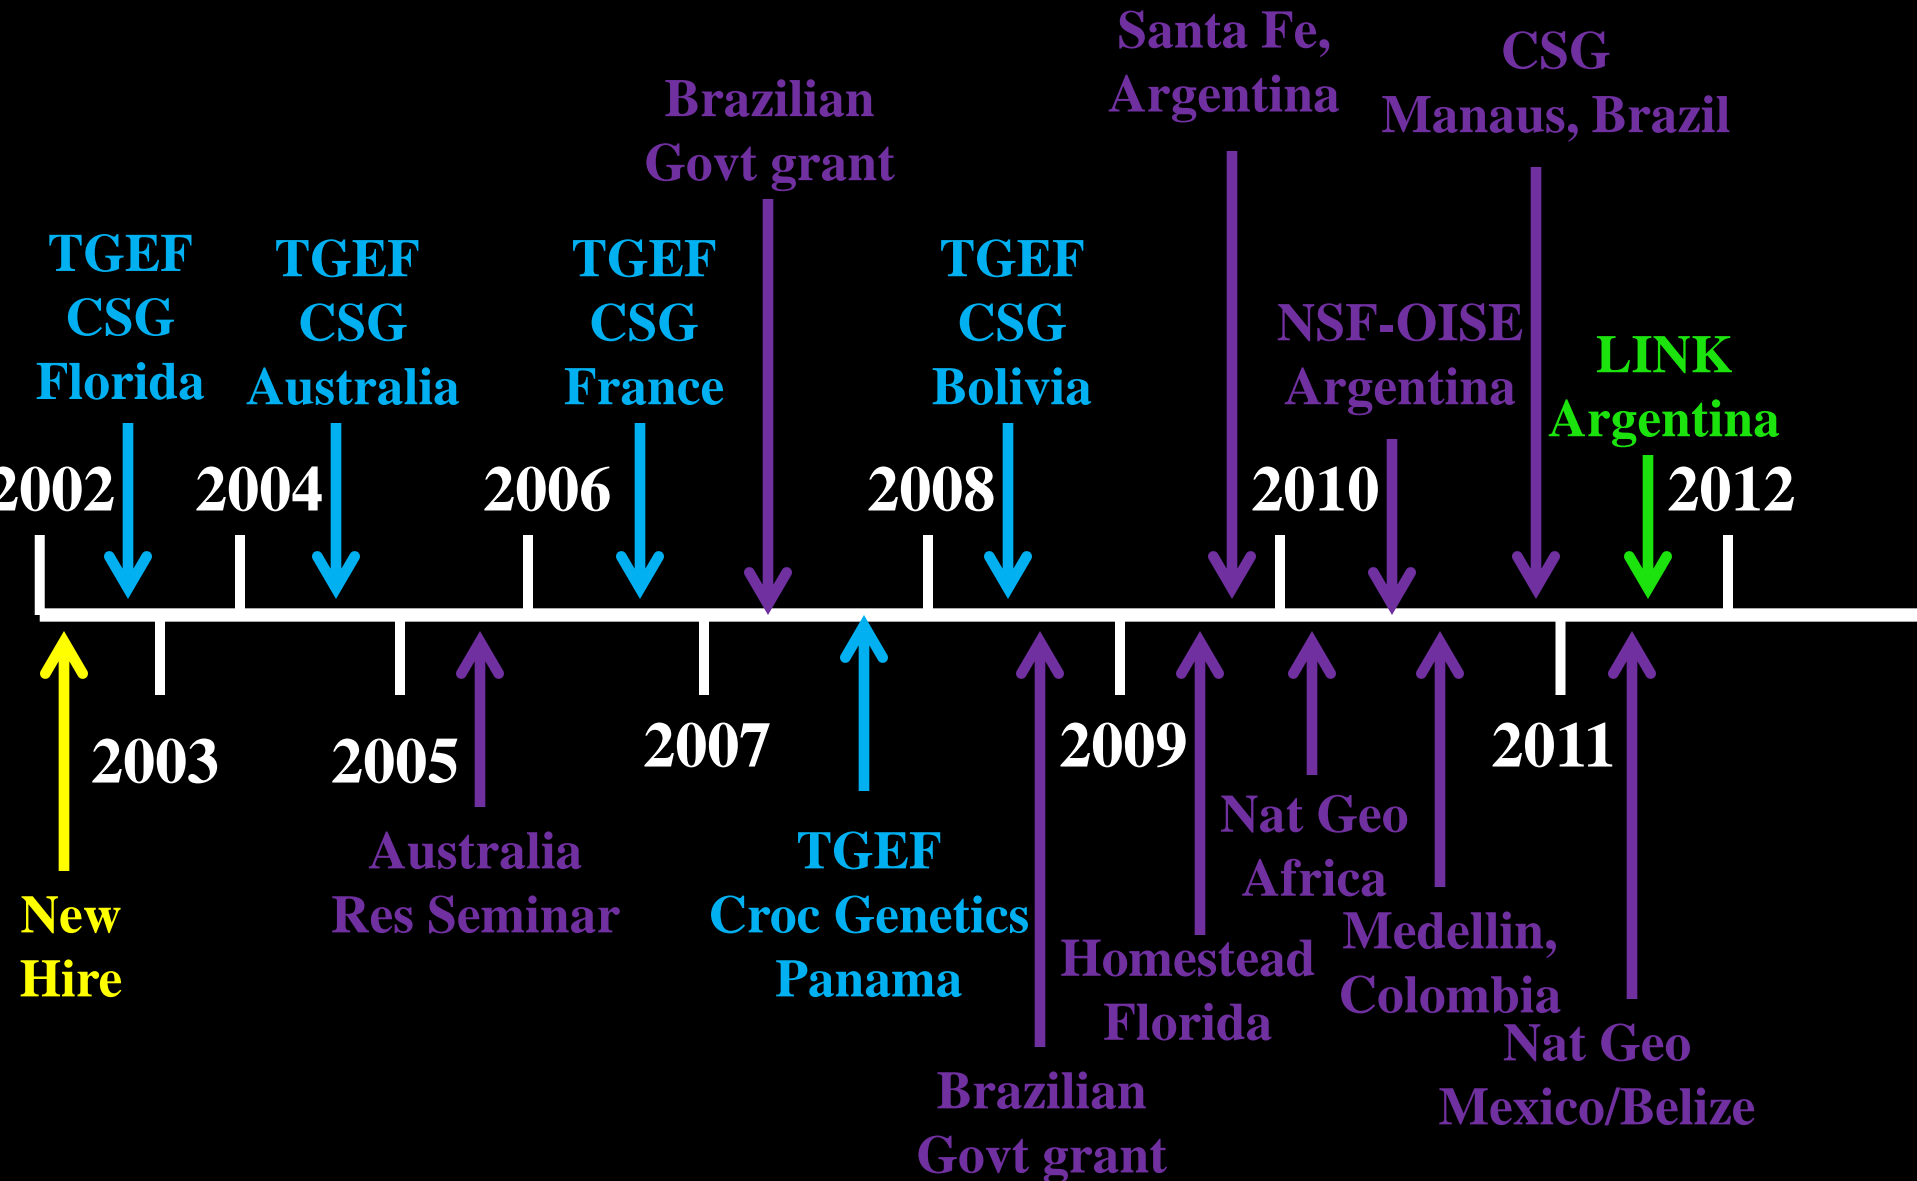 Santa Fe,
Argentina
CSG
Manaus, Brazil
Brazilian
Govt grant
TGEF
CSG
Florida
TGEF
CSG
Australia
TGEF
CSG
France
TGEF
CSG
Bolivia
NSF-OISE
Argentina
LINK
Argentina
2002
2004
2006
2008
2010
2012
2003
2005
2007
2009
2011
New
Hire
Australia
Res Seminar
TGEF
Croc Genetics
Panama
Brazilian
Govt grant
Homestead
Florida
Nat Geo
Africa
Medellin,
Colombia
Nat Geo
Mexico/Belize